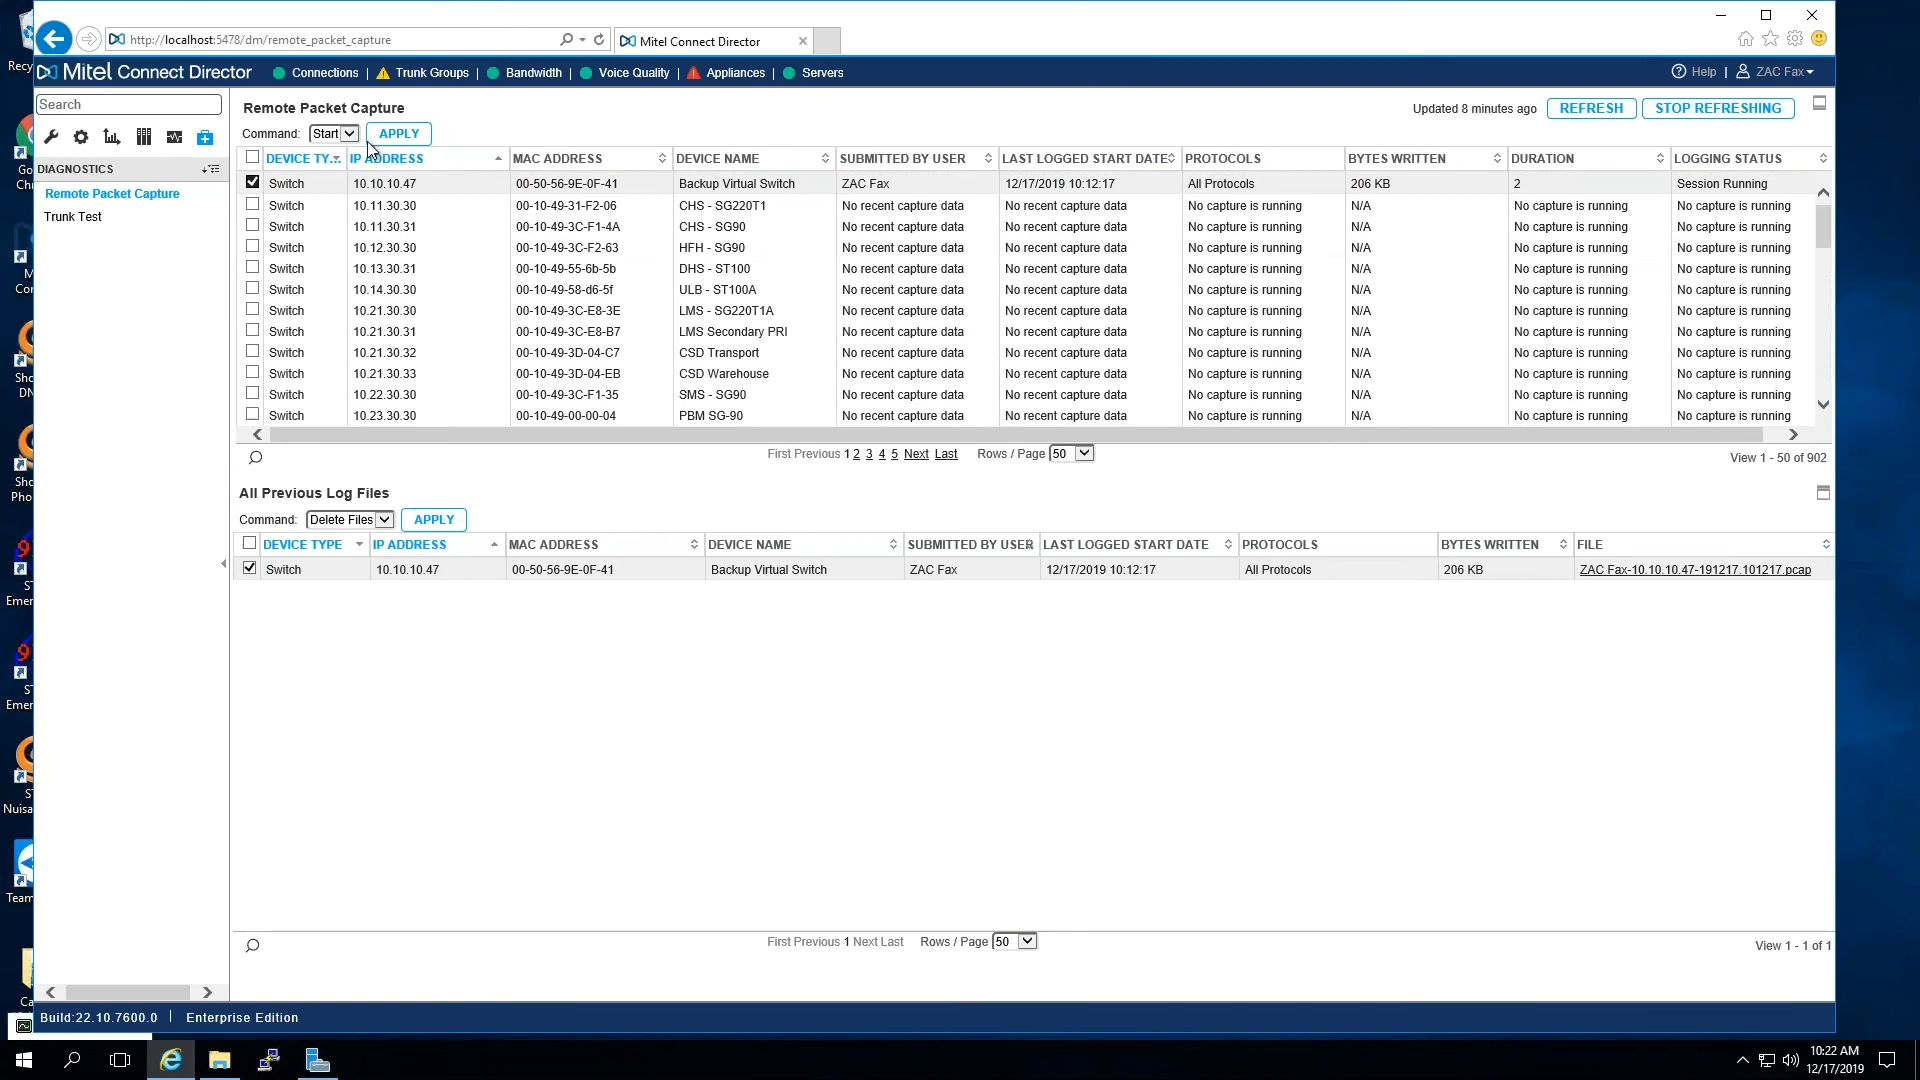 http://localhost:5478/dm/remote_packet_capture
Mitel Connect Director
Mitel Connect Director
Connections | Trunk Groups | Bandwidth | Voice Quality | Appliances | Servers
Help | ZAC Fax
Search
DIAGNOSTICS
Remote Packet Capture
Trunk Test
Remote Packet Capture
Updated 8 minutes ago REFRESH STOP REFRESHING
Command: Start APPLY
DEVICE TY... IP ADDRESS MAC ADDRESS DEVICE NAME SUBMITTED BY USER LAST LOGGED START DATE PROTOCOLS BYTES WRITTEN DURATION LOGGING STATUS
Switch 10.10.10.47 00-50-56-9E-0F-41 Backup Virtual Switch ZAC Fax 12/17/2019 10:12:17 All Protocols 206 KB 2 Session Running
Switch 10.11.30.30 00-10-49-31-F2-06 CHS - SG220T1 No recent capture data No recent capture data No capture is running N/A No capture is running No capture is running
Switch 10.11.30.31 00-10-49-3C-F1-4A CHS - SG90 No recent capture data No recent capture data No capture is running N/A No capture is running No capture is running
Switch 10.12.30.30 00-10-49-3C-F2-63 HFH - SG90 No recent capture data No recent capture data No capture is running N/A No capture is running No capture is running
Switch 10.13.30.31 00-10-49-55-6b-5b DHS - ST100 No recent capture data No recent capture data No capture is running N/A No capture is running No capture is running
Switch 10.14.30.30 00-10-49-58-d6-5f ULB - ST100A No recent capture data No recent capture data No capture is running N/A No capture is running No capture is running
Switch 10.21.30.30 00-10-49-3C-E8-3E LMS - SG220T1A No recent capture data No recent capture data No capture is running N/A No capture is running No capture is running
Switch 10.21.30.31 00-10-49-3C-E8-B7 LMS Secondary PRI No recent capture data No recent capture data No capture is running N/A No capture is running No capture is running
Switch 10.21.30.32 00-10-49-3D-04-C7 CSD Transport No recent capture data No recent capture data No capture is running N/A No capture is running No capture is running
Switch 10.21.30.33 00-10-49-3D-04-EB CSD Warehouse No recent capture data No recent capture data No capture is running N/A No capture is running No capture is running
Switch 10.22.30.30 00-10-49-3C-F1-35 SMS - SG90 No recent capture data No recent capture data No capture is running N/A No capture is running No capture is running
Switch 10.23.30.30 00-10-49-00-00-04 PBM SG-90 No recent capture data No recent capture data No capture is running N/A No capture is running No capture is running
First Previous 1 2 3 4 5 Next Last Rows / Page 50
View 1 - 50 of 902
All Previous Log Files
Command: Delete Files APPLY
DEVICE TYPE IP ADDRESS MAC ADDRESS DEVICE NAME SUBMITTED BY USER LAST LOGGED START DATE PROTOCOLS BYTES WRITTEN FILE
Switch 10.10.10.47 00-50-56-9E-0F-41 Backup Virtual Switch ZAC Fax 12/17/2019 10:12:17 All Protocols 206 KB ZAC Fax-10.10.10.47-191217.101217.pcap
First Previous 1 Next Last Rows / Page 50
View 1 - 1 of 1
Build:22.10.7600.0 | Enterprise Edition
Recy
Go
Ch
M
Cor
Sho
DN
Sho
Pho
ST
Emer
ST
Emer
ST
Nuisa
Team
Ca
10:22 AM
12/17/2019